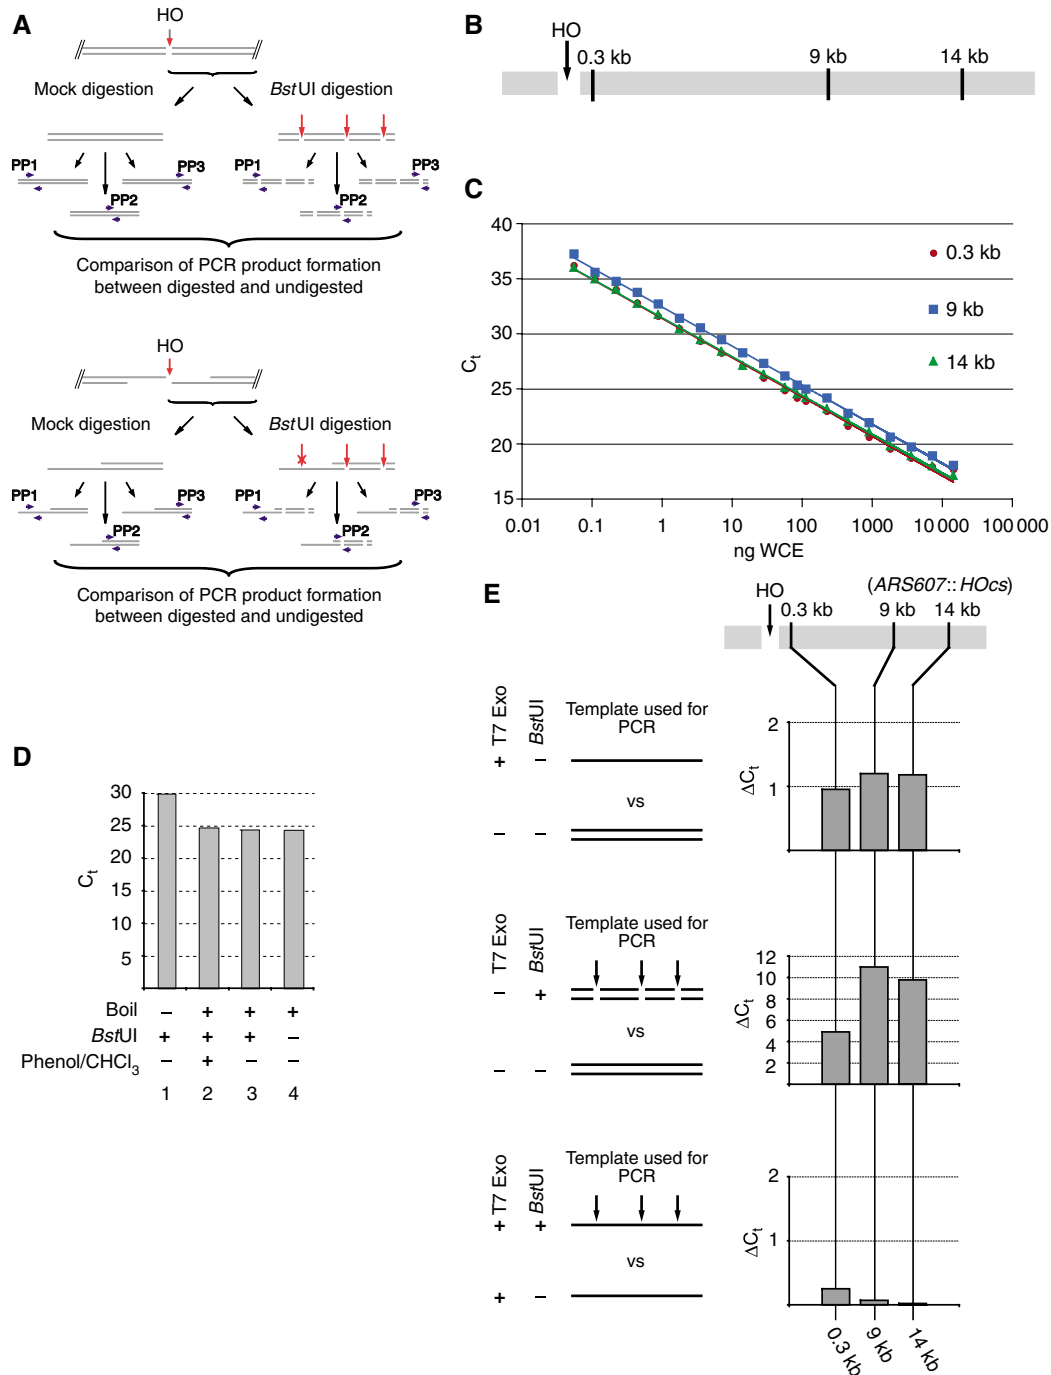 A
HO
Mock digestion
BstUI digestion
PP1
PP3
PP2
PP1
PP3
PP2
Comparison of PCR product formation
between digested and undigested
HO
Mock digestion
BstUI digestion
PP1
PP3
PP2
PP1
PP3
PP2
Comparison of PCR product formation
between digested and undigested
B
HO
0.3 kb
9 kb
14 kb
C
40
35
30
25
20
15
Ct
0.01
0.1
1
10
100
1000
10 000
100 000
ng WCE
0.3 kb
9 kb
14 kb
D
30
25
20
15
10
5
Ct
Boil – + + +
BstUI + + + –
Phenol/CHCl3 – + – –
1 2 3 4
E
(ARS607::HOcs)
HO
0.3 kb
9 kb
14 kb
T7 Exo
BstUI
Template used for
PCR
+ –
vs
– –
2
1
ΔCt
T7 Exo
BstUI
Template used for
PCR
– +
vs
– –
12
10
8
6
4
2
ΔCt
T7 Exo
BstUI
Template used for
PCR
+ +
vs
+ –
2
1
ΔCt
0.3 kb
9 kb
14 kb